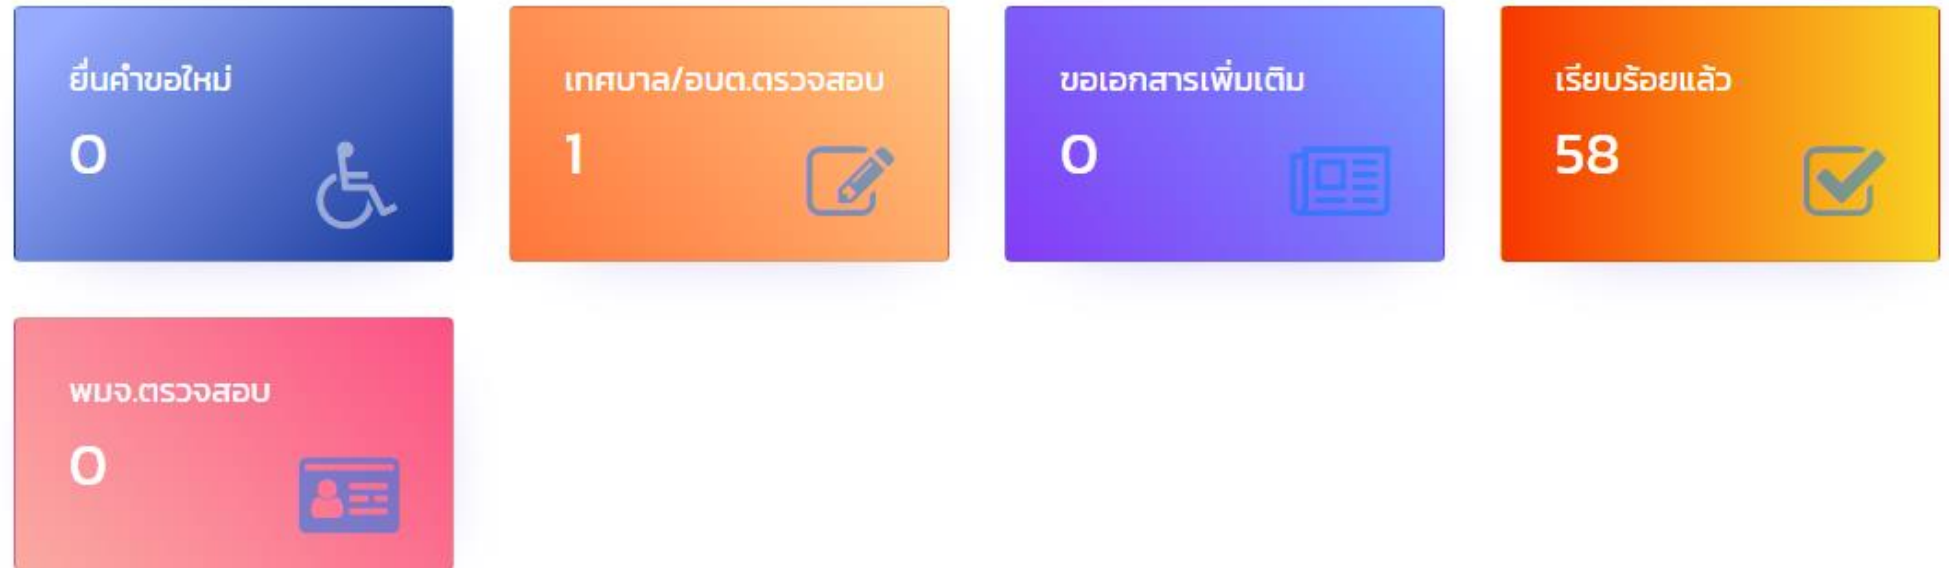 ยื่นคำขอใหม่
0
เทศบาล/อบต.ตรวจสอบ
1
ขอเอกสารเพิ่มเติม
0
เรียบร้อยแล้ว
58
พมจ.ตรวจสอบ
0